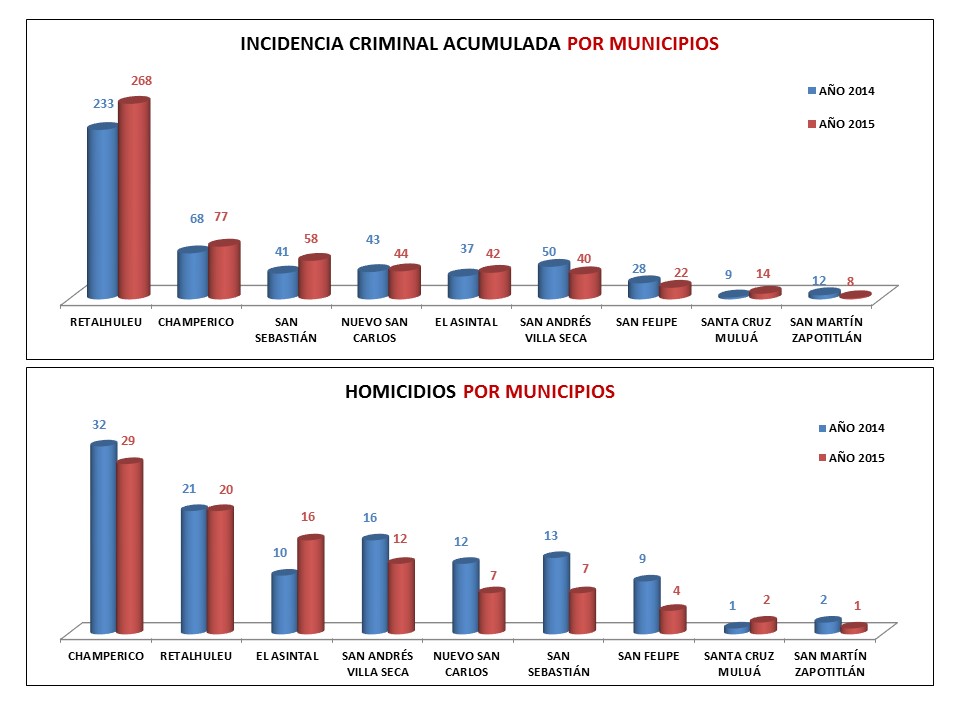 INCIDENCIA CRIMINAL ACUMULADA POR MUNICIPIOS
AÑO 2014
AÑO 2015
233 268
68 77
41 58
43 44
37 42
50 40
28 22
9 14
12 8
RETALHULEU CHAMPERICO SAN NUEVO SAN EL ASINTAL SAN ANDRÉS SAN FELIPE SANTA CRUZ SAN MARTÍN
SEBASTIÁN CARLOS VILLA SECA MULUÁ ZAPOTITLÁN
HOMICIDIOS POR MUNICIPIOS
AÑO 2014
AÑO 2015
32 29
21 20
10 16
16 12
12 7
13 7
9 4
1 2
2 1
CHAMPERICO RETALHULEU EL ASINTAL SAN ANDRÉS NUEVO SAN SAN SAN FELIPE SANTA CRUZ SAN MARTÍN
VILLA SECA CARLOS SEBASTIÁN MULUÁ ZAPOTITLÁN